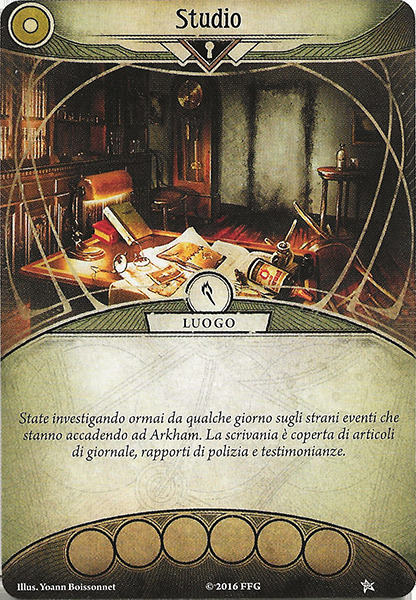 Studio
LUOGO
State investigando ormai da qualche giorno sugli strani eventi che
stanno accadendo ad Arkham. La scrivania è coperta di articoli
di giornale, rapporti di polizia e testimonianze.
Illus. Yoann Boissonnet
©2016 FFG